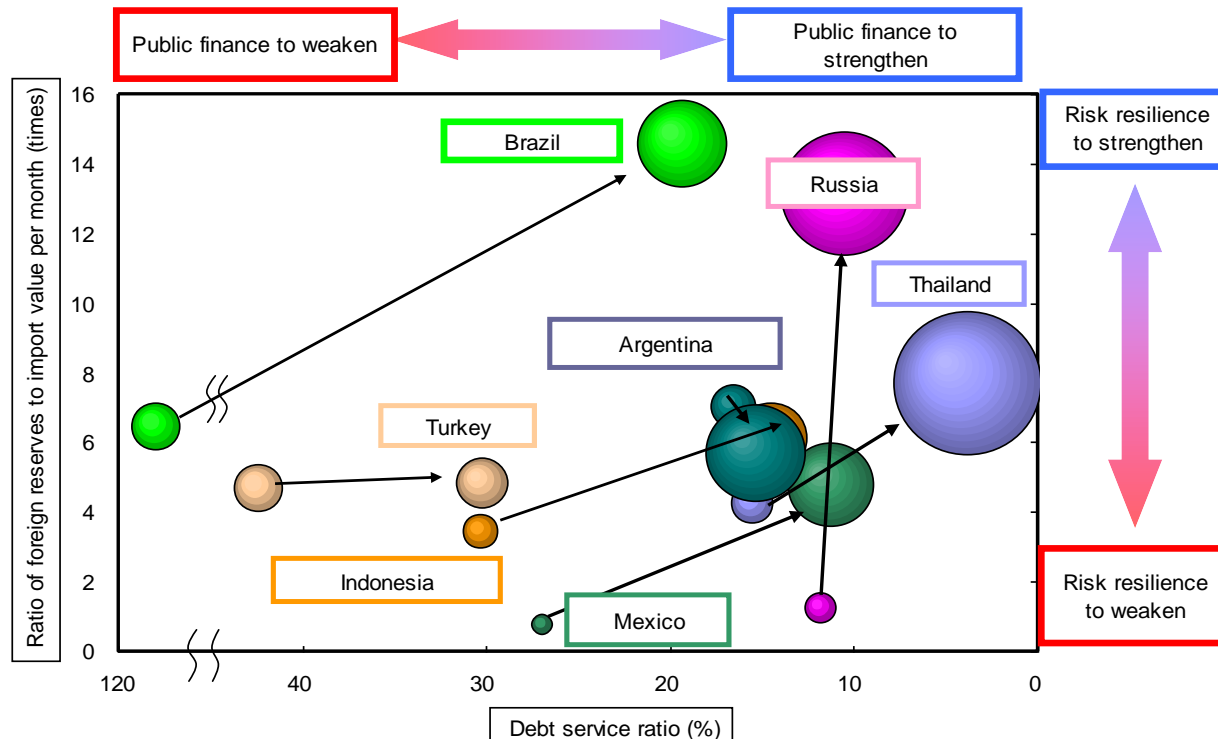 Public finance to weaken
Public finance to
strengthen
Ratio of foreign reserves to import value per month (times)
16
14
12
10
8
6
4
2
0
Brazil
Russia
Thailand
Argentina
Turkey
Indonesia
Mexico
Risk resilience
to strengthen
Risk resilience
to weaken
120
40
30
20
10
0
Debt service ratio (%)